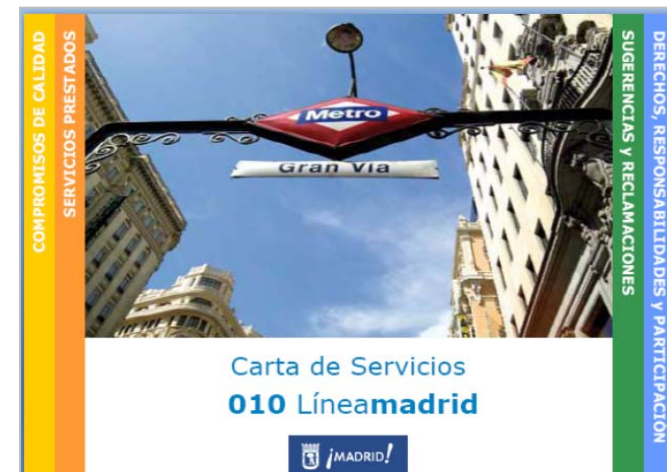 COMPROMISOS DE CALIDAD
SERVICIOS PRESTADOS
Metro
Gran Vía
SUGERENCIAS y RECLAMACIONES
DERECHOS, RESPONSABILIDADES y PARTICIPACIÓN
Carta de Servicios
010 Líneamadrid
¡MADRID!